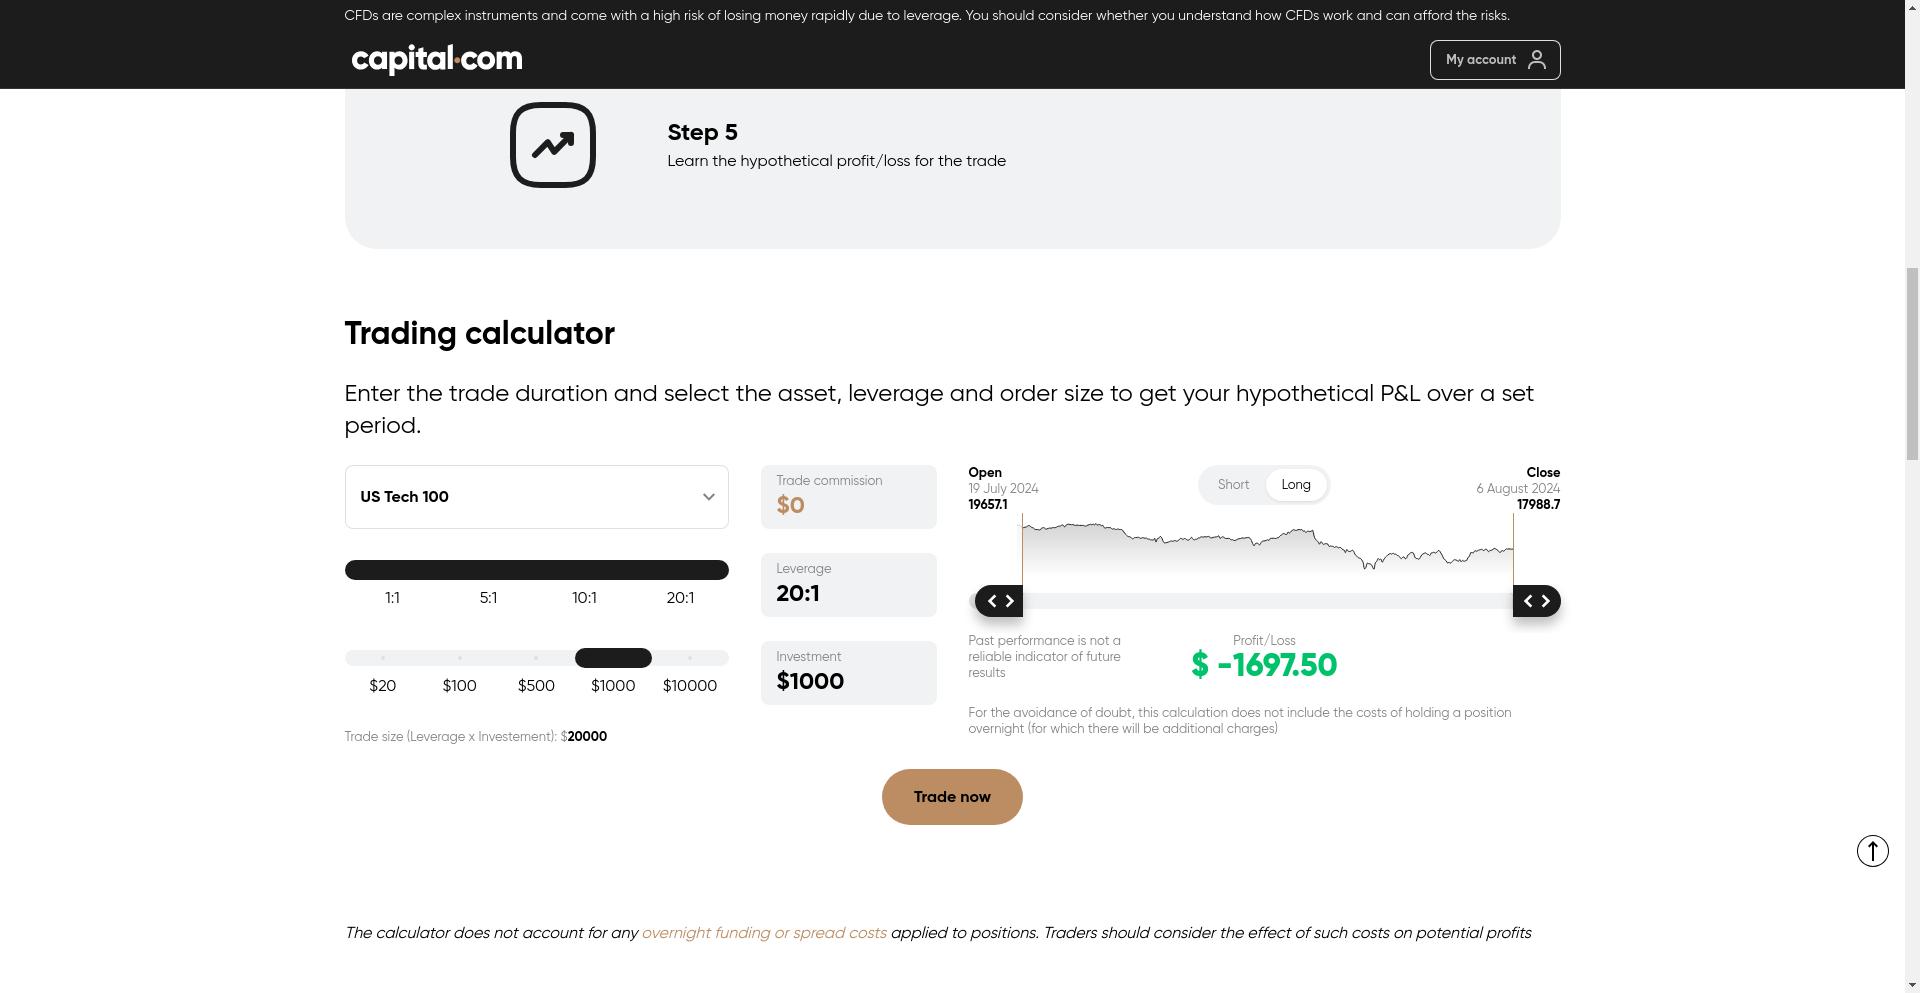 CFDs are complex instruments and come with a high risk of losing money rapidly due to leverage. You should consider whether you understand how CFDs work and can afford the risks.
capital.com
My account
Step 5
Learn the hypothetical profit/loss for the trade
Trading calculator
Enter the trade duration and select the asset, leverage and order size to get your hypothetical P&L over a set
period.
US Tech 100
1:1 5:1 10:1 20:1
$20 $100 $500 $1000 $10000
Trade size (Leverage x Investement): $20000
Trade commission
$0
Leverage
20:1
Investment
$1000
Open
19 July 2024
19657.1
Short Long
Close
6 August 2024
17988.7
Past performance is not a
reliable indicator of future
results
Profit/Loss
$ -1697.50
For the avoidance of doubt, this calculation does not include the costs of holding a position
overnight (for which there will be additional charges)
Trade now
The calculator does not account for any overnight funding or spread costs applied to positions. Traders should consider the effect of such costs on potential profits